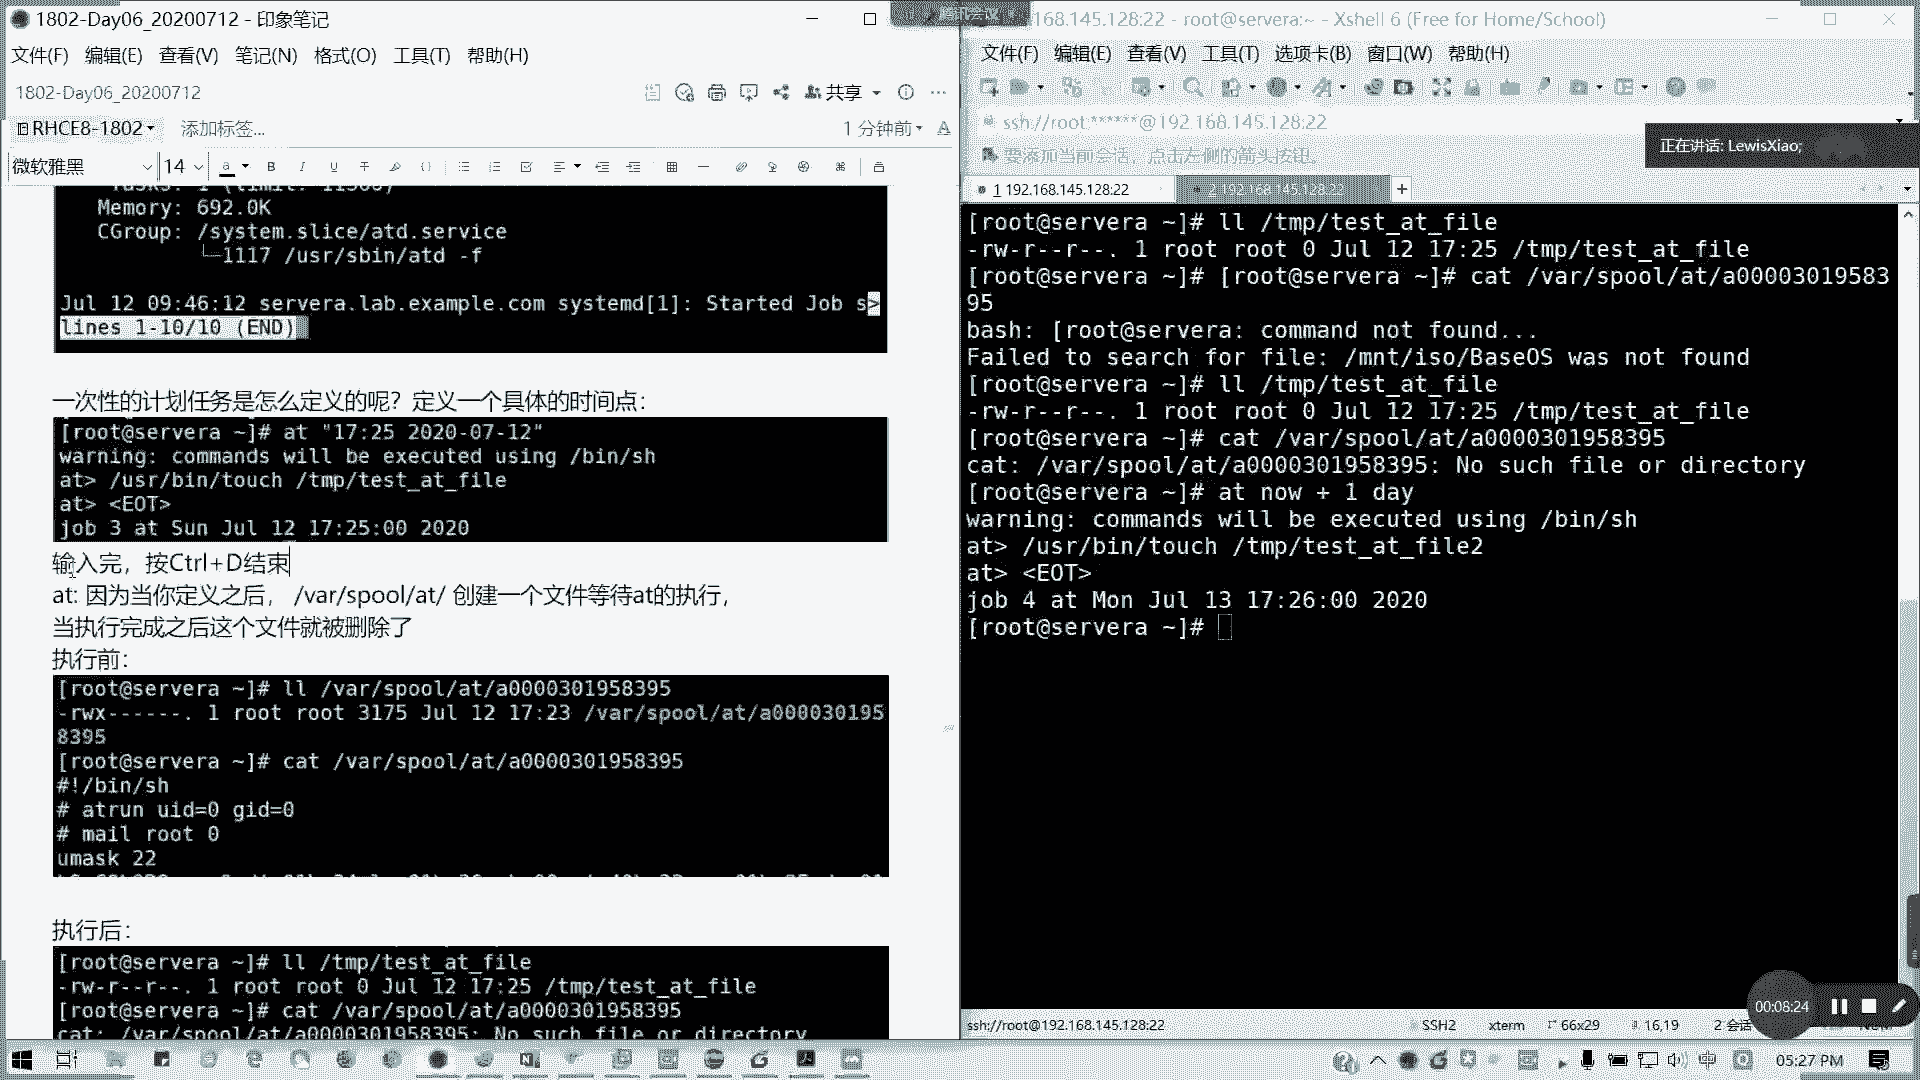 1802-Day06_20200712 - 印象笔记
文件(F) 编辑(E) 查看(V) 笔记(N) 格式(O) 工具(T) 帮助(H)
1802-Day06_20200712
共享
RHCE8-1802 添加标签...
1 分钟前
微软雅黑 14
Memory: 692.0K
CGroup: /system.slice/atd.service
└─1117 /usr/sbin/atd -f
Jul 12 09:46:12 servera.lab.example.com systemd[1]: Started Job s>
lines 1-10/10 (END)
一次性的计划任务是怎么定义的呢？定义一个具体的时间点：
[root@servera ~]# at "17:25 2020-07-12"
warning: commands will be executed using /bin/sh
at> /usr/bin/touch /tmp/test_at_file
at> <EOT>
job 3 at Sun Jul 12 17:25:00 2020
输入完，按Ctrl+D结束
at: 因为当你定义之后， /var/spool/at/ 创建一个文件等待at的执行，
当执行完成之后这个文件就被删除了
执行前：
[root@servera ~]# ll /var/spool/at/a0000301958395
-rwx------. 1 root root 3175 Jul 12 17:23 /var/spool/at/a000030195
8395
[root@servera ~]# cat /var/spool/at/a0000301958395
#!/bin/sh
# atrun uid=0 gid=0
# mail root 0
umask 22
执行后：
[root@servera ~]# ll /tmp/test_at_file
-rw-r--r--. 1 root root 0 Jul 12 17:25 /tmp/test_at_file
[root@servera ~]# cat /var/spool/at/a0000301958395
cat: /var/spool/at/a0000301958395: No such file or directory
168.145.128:22 - root@servera:~ - Xshell 6 (Free for Home/School)
文件(F) 编辑(E) 查看(V) 工具(T) 选项卡(B) 窗口(W) 帮助(H)
ssh://root:******@192.168.145.128:22
要添加当前会话，点击左侧的箭头按钮。
正在讲话: LewisXiao;
1 192.168.145.128:22
2 192.168.145.128:22
[root@servera ~]# ll /tmp/test_at_file
-rw-r--r--. 1 root root 0 Jul 12 17:25 /tmp/test_at_file
[root@servera ~]# [root@servera ~]# cat /var/spool/at/a00003019583
95
bash: [root@servera: command not found...
Failed to search for file: /mnt/iso/BaseOS was not found
[root@servera ~]# ll /tmp/test_at_file
-rw-r--r--. 1 root root 0 Jul 12 17:25 /tmp/test_at_file
[root@servera ~]# cat /var/spool/at/a0000301958395
cat: /var/spool/at/a0000301958395: No such file or directory
[root@servera ~]# at now + 1 day
warning: commands will be executed using /bin/sh
at> /usr/bin/touch /tmp/test_at_file2
at> <EOT>
job 4 at Mon Jul 13 17:26:00 2020
[root@servera ~]#
00:08:24
ssh://root@192.168.145.128:22 SSH2 xterm 66x29 16,19 2 会话
中 05:27 PM